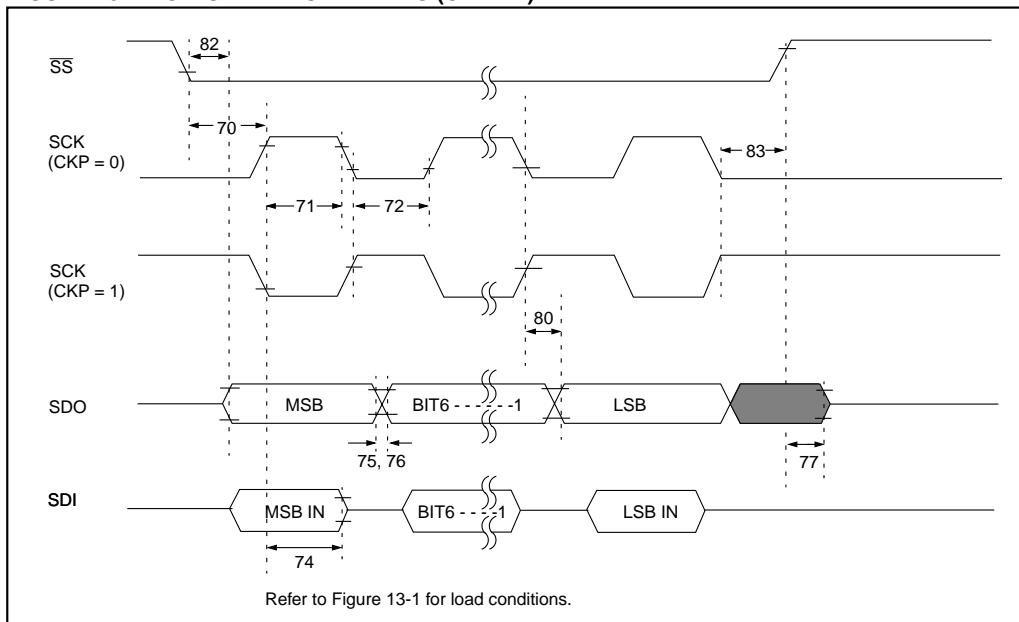 82
SS
70
SCK
(CKP = 0)
83
71
72
SCK
(CKP = 1)
80
SDO
MSB
BIT6 - - - - - -1
LSB
75, 76
77
SDI
MSB IN
BIT6 - - - -1
LSB IN
74
Refer to Figure 13-1 for load conditions.